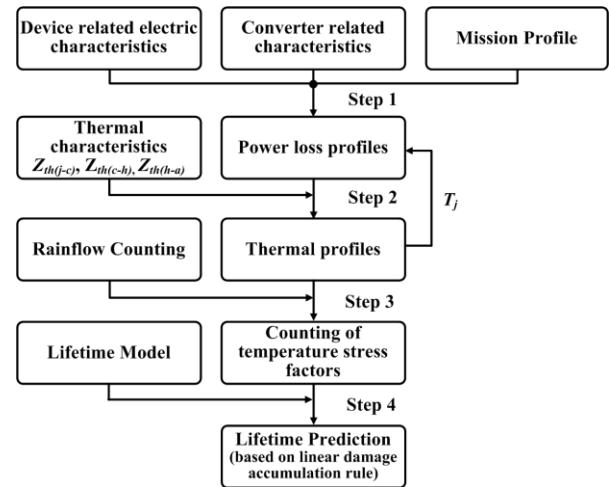 Device related electric
characteristics
Converter related
characteristics
Mission Profile
Step 1
Thermal
characteristics
Zth(j-c), Zth(c-h), Zth(h-a)
Power loss profiles
Step 2
Tj
Rainflow Counting
Thermal profiles
Step 3
Lifetime Model
Counting of
temperature stress
factors
Step 4
Lifetime Prediction
(based on linear damage
accumulation rule)